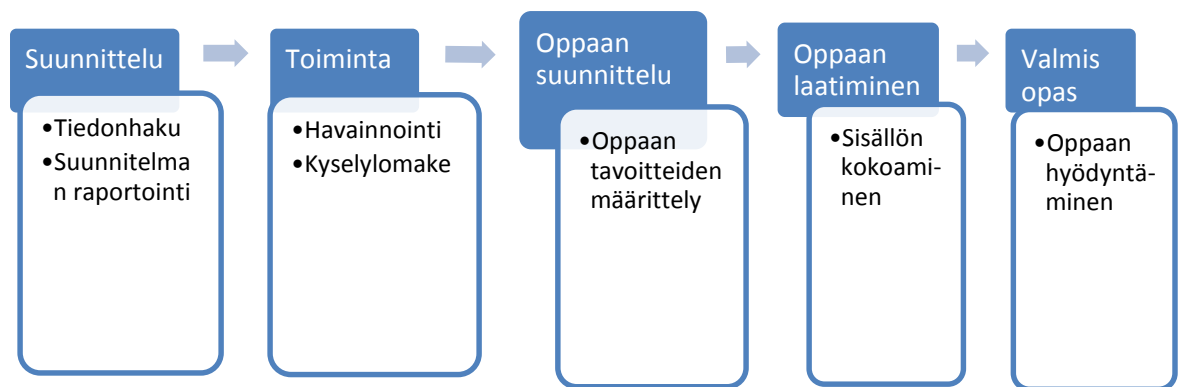 Suunnittelu
•Tiedonhaku
•Suunnitelma
n raportointi
Toiminta
•Havainnointi
•Kyselylomake
Oppaan
suunnittelu
•Oppaan
tavoitteiden
määrittely
Oppaan
laatiminen
•Sisällön
kokoami-
nen
Valmis
opas
•Oppaan
hyödyntä-
minen